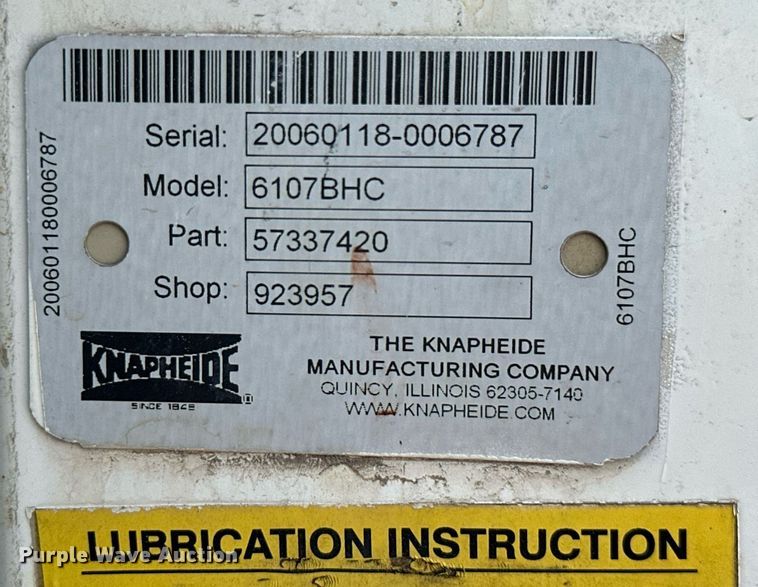 Serial: 20060118-0006787
Model: 6107BHC
Part: 57337420
Shop: 923957
200601180006787
6107BHC
KNAPHEIDE
SINCE 1848
THE KNAPHEIDE
MANUFACTURING COMPANY
QUINCY, ILLINOIS 62305-7140
WWW.KNAPHEIDE.COM
LUBRICATION INSTRUCTION
Purple Wave Auction